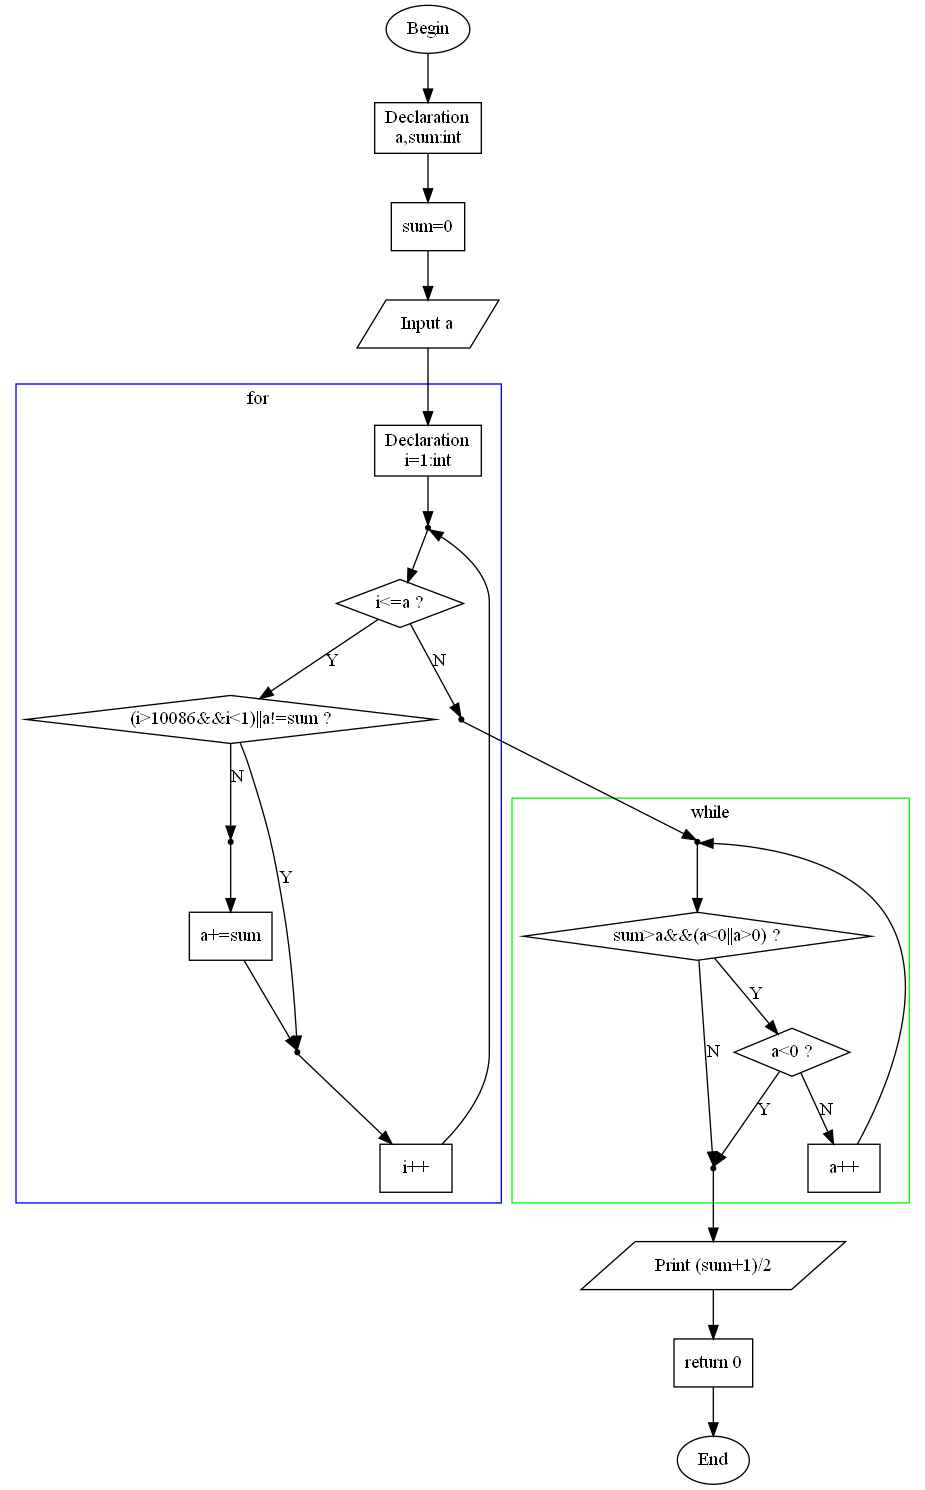 Begin
Declaration
a,sum:int
sum=0
Input a
for
Declaration
i=1:int
i<=a ?
Y
N
(i>10086&&i<1)||a!=sum ?
N
Y
a+=sum
i++
while
sum>a&&(a<0||a>0) ?
Y
N
a<0 ?
Y
N
a++
Print (sum+1)/2
return 0
End